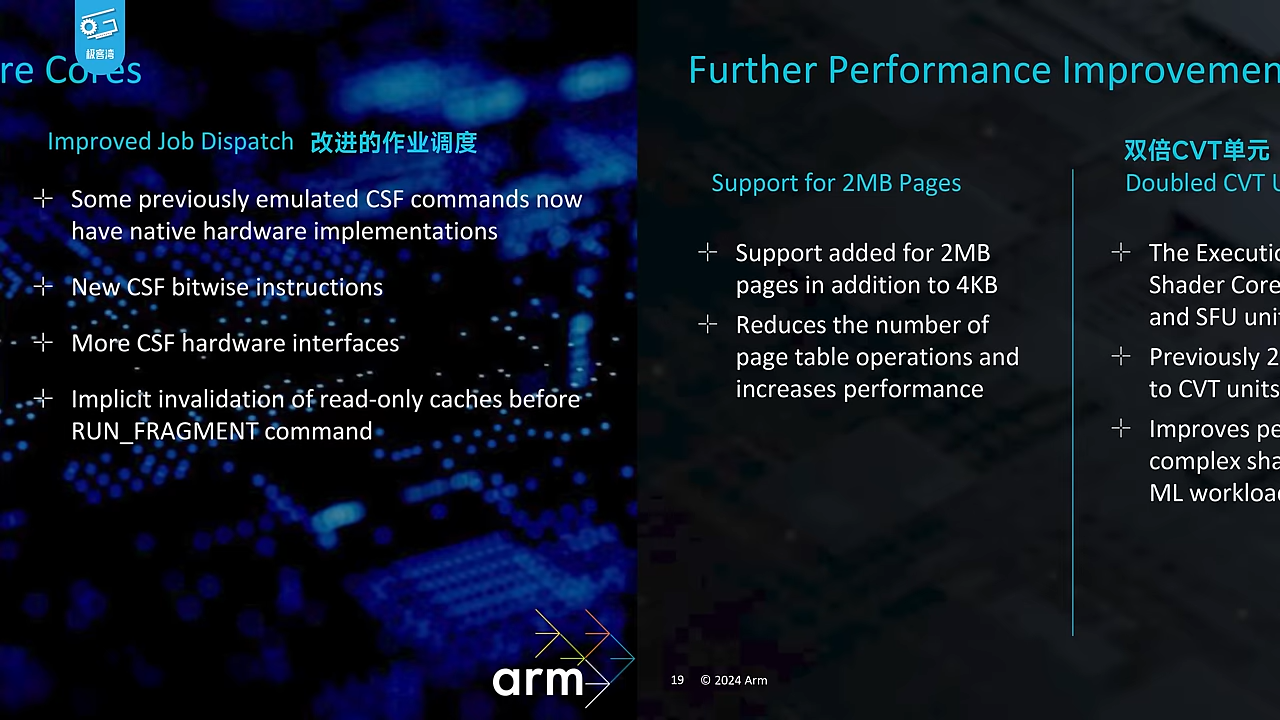 极客湾
re Cores
Improved Job Dispatch 改进的作业调度
Some previously emulated CSF commands now
have native hardware implementations
New CSF bitwise instructions
More CSF hardware interfaces
Implicit invalidation of read-only caches before
RUN_FRAGMENT command
arm
Further Performance Improvemen
Support for 2MB Pages
Support added for 2MB
pages in addition to 4KB
Reduces the number of
page table operations and
increases performance
双倍CVT单元
Doubled CVT U
The Executio
Shader Core
and SFU unit
Previously 2
to CVT units
Improves pe
complex sha
ML workloa
19 © 2024 Arm